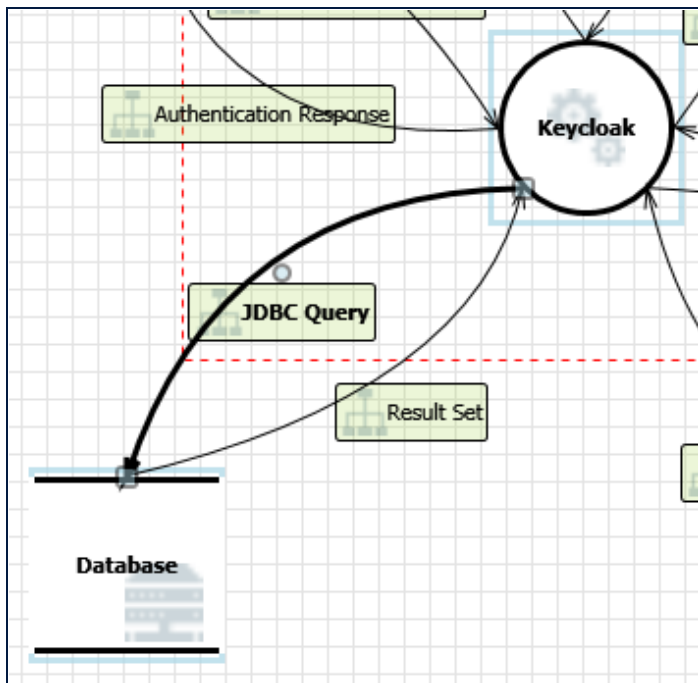 Authentication Response
Keycloak
JDBC Query
Result Set
Database